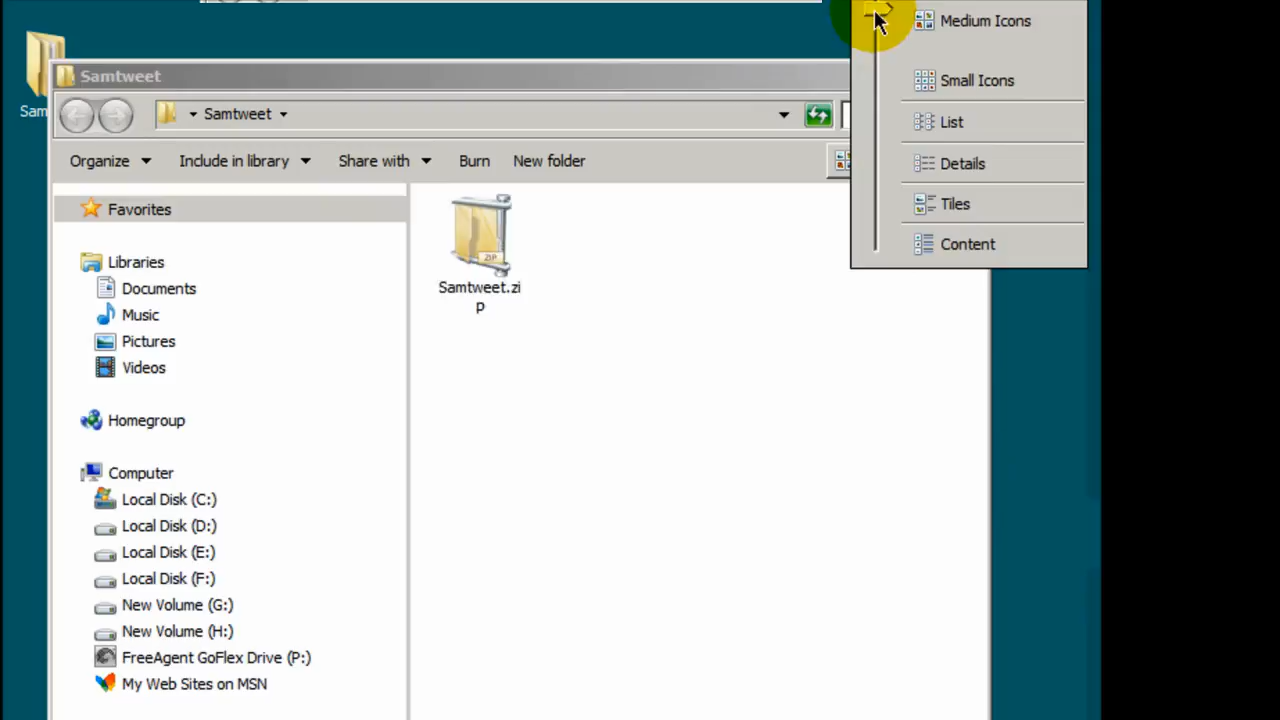 Medium Icons
Sam
Samtweet
Small Icons
Samtweet
List
Organize
Include in library
Share with
Burn
New folder
Details
Favorites
Tiles
Content
ZIP
Samtweet.zi
p
Libraries
Documents
Music
Pictures
Videos
Homegroup
Computer
Local Disk (C:)
Local Disk (D:)
Local Disk (E:)
Local Disk (F:)
New Volume (G:)
New Volume (H:)
FreeAgent GoFlex Drive (P:)
My Web Sites on MSN